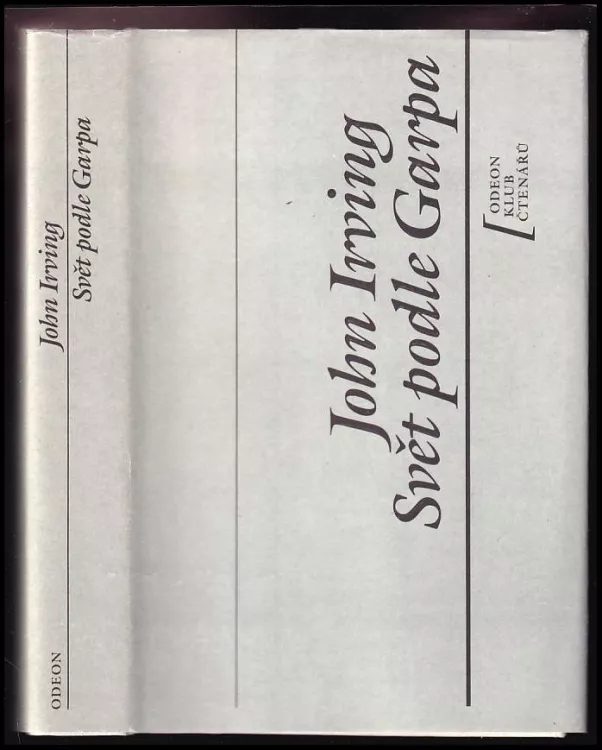 John Irving
Svět podle Garpa
ODEON
John Irving
Svět podle Garpa
ODEON
KLUB
ČTENÁŘŮ